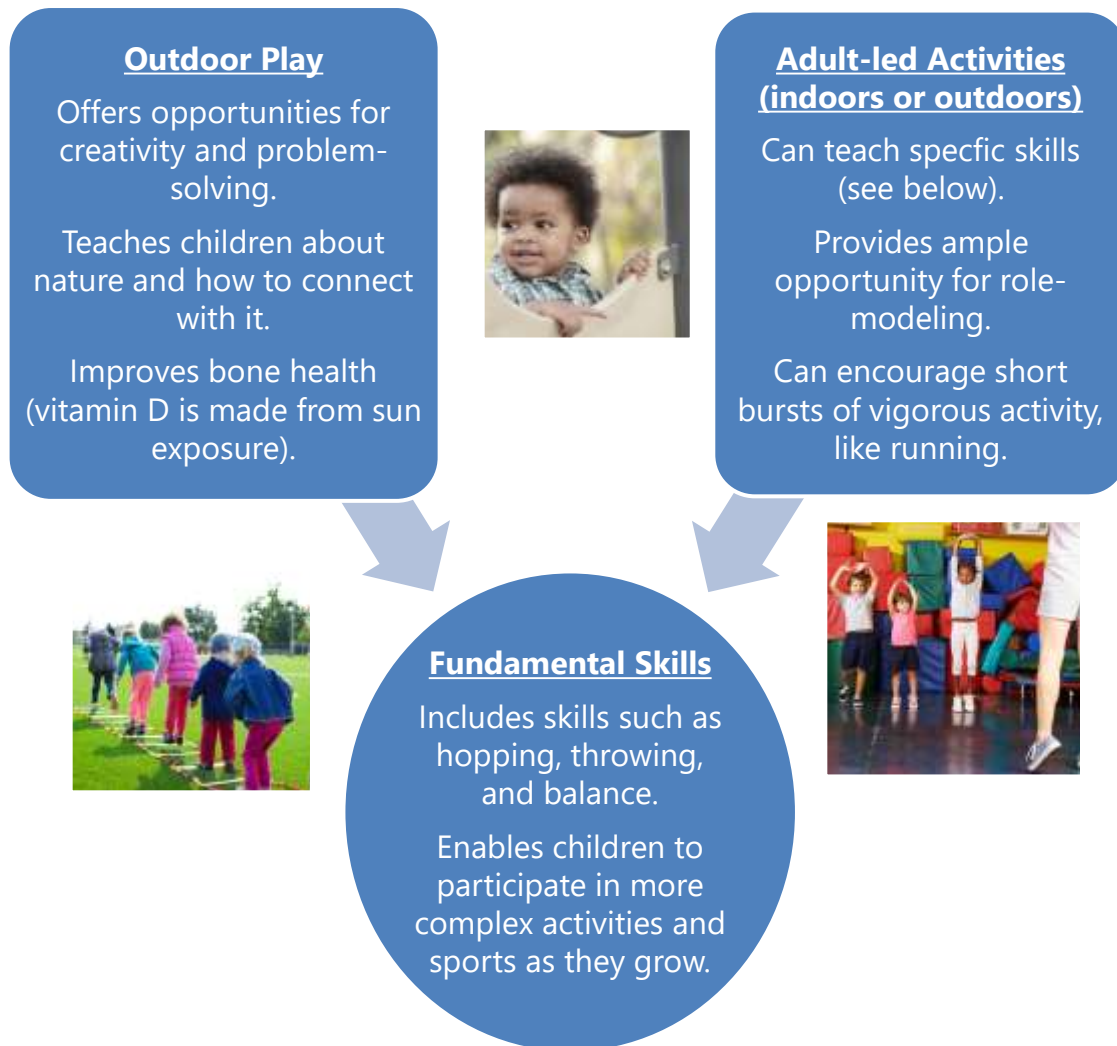 Outdoor Play
Offers opportunities for
creativity and problem-
solving.
Teaches children about
nature and how to connect
with it.
Improves bone health
(vitamin D is made from sun
exposure).
Adult-led Activities
(indoors or outdoors)
Can teach specfic skills
(see below).
Provides ample
opportunity for role-
modeling.
Can encourage short
bursts of vigorous activity,
like running.
Fundamental Skills
Includes skills such as
hopping, throwing,
and balance.
Enables children to
participate in more
complex activities and
sports as they grow.